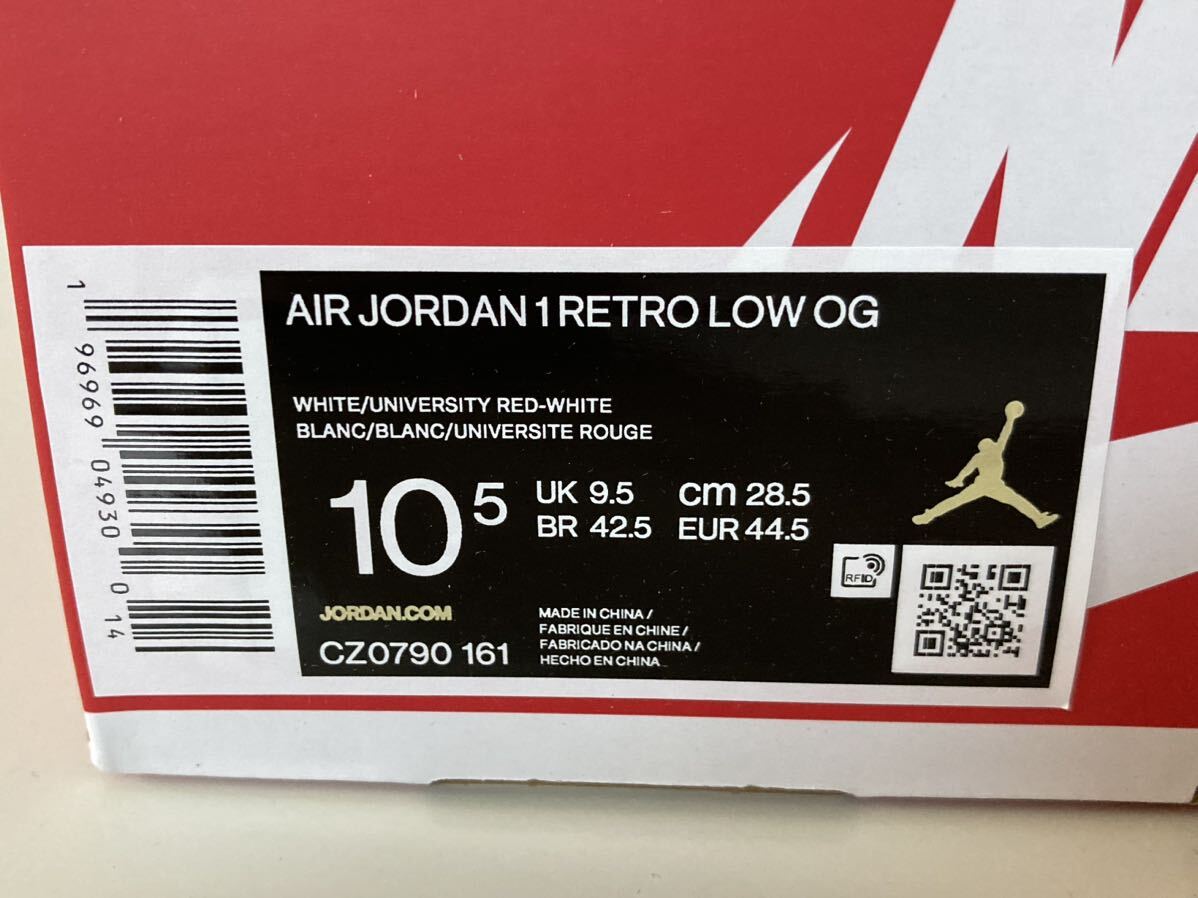 AIR JORDAN 1 RETRO LOW OG
WHITE/UNIVERSITY RED-WHITE
BLANC/BLANC/UNIVERSITE ROUGE
10 5
UK 9.5 cm 28.5
BR 42.5 EUR 44.5
RFID
JORDAN.COM
CZ0790 161
MADE IN CHINA /
FABRIQUE EN CHINE /
FABRICADO NA CHINA /
HECHO EN CHINA
1 96969 04930 0 14